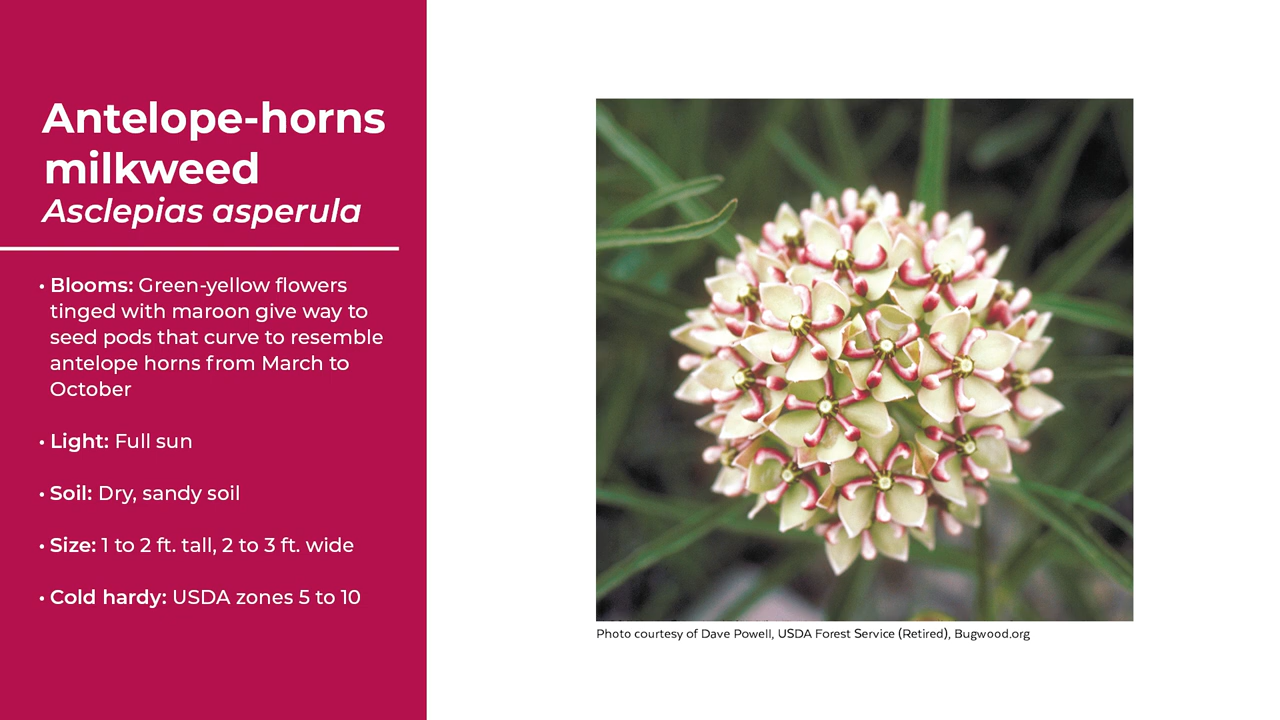 Antelope-horns
milkweed
Asclepias asperula
• Blooms: Green-yellow flowers
tinged with maroon give way to
seed pods that curve to resemble
antelope horns from March to
October
• Light: Full sun
• Soil: Dry, sandy soil
• Size: 1 to 2 ft. tall, 2 to 3 ft. wide
• Cold hardy: USDA zones 5 to 10
Photo courtesy of Dave Powell, USDA Forest Service (Retired), Bugwood.org